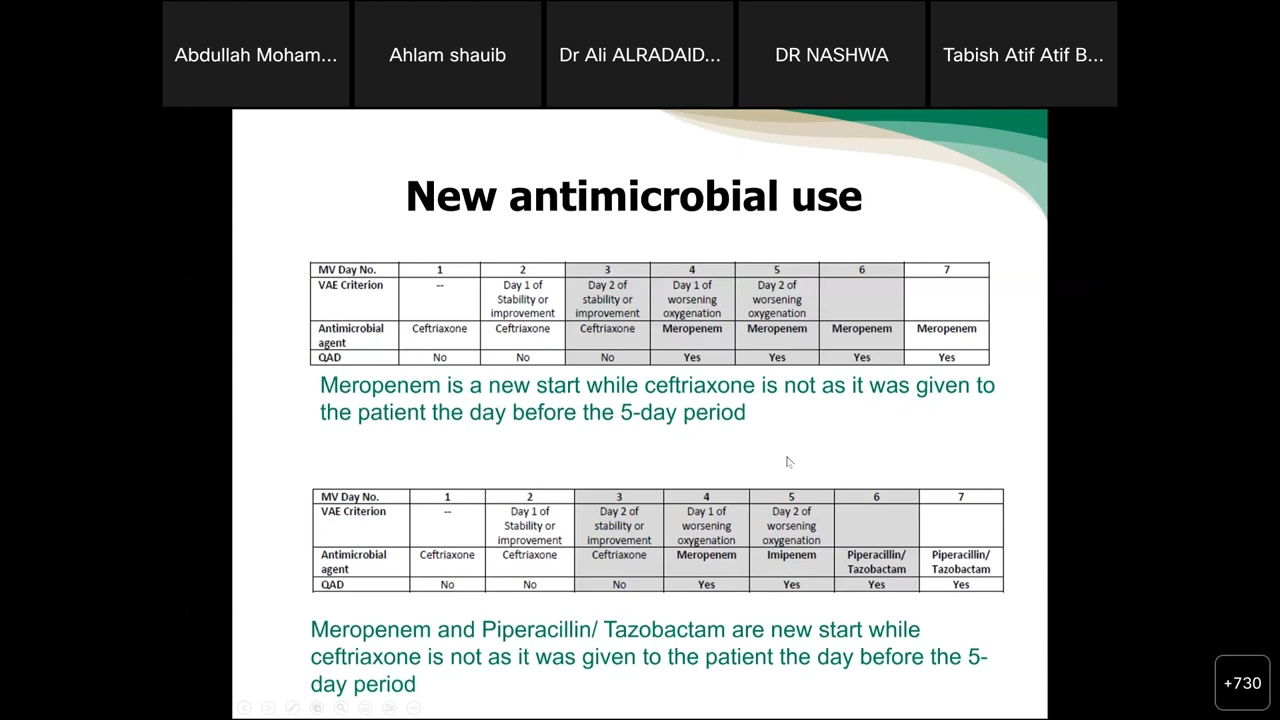 Abdullah Moham...
Ahlam shauib
Dr Ali ALRADAID...
DR NASHWA
Tabish Atif Atif B...
New antimicrobial use
MV Day No. 1 2 3 4 5 6 7
VAE Criterion -- Day 1 of Stability or improvement Day 2 of stability or improvement Day 1 of worsening oxygenation Day 2 of worsening oxygenation
Antimicrobial agent Ceftriaxone Ceftriaxone Ceftriaxone Meropenem Meropenem Meropenem Meropenem
QAD No No No Yes Yes Yes Yes
Meropenem is a new start while ceftriaxone is not as it was given to
the patient the day before the 5-day period
MV Day No. 1 2 3 4 5 6 7
VAE Criterion -- Day 1 of Stability or improvement Day 2 of stability or improvement Day 1 of worsening oxygenation Day 2 of worsening oxygenation
Antimicrobial agent Ceftriaxone Ceftriaxone Ceftriaxone Meropenem Imipenem Piperacillin/ Tazobactam Piperacillin/ Tazobactam
QAD No No No Yes Yes Yes Yes
Meropenem and Piperacillin/ Tazobactam are new start while
ceftriaxone is not as it was given to the patient the day before the 5-
day period
+730